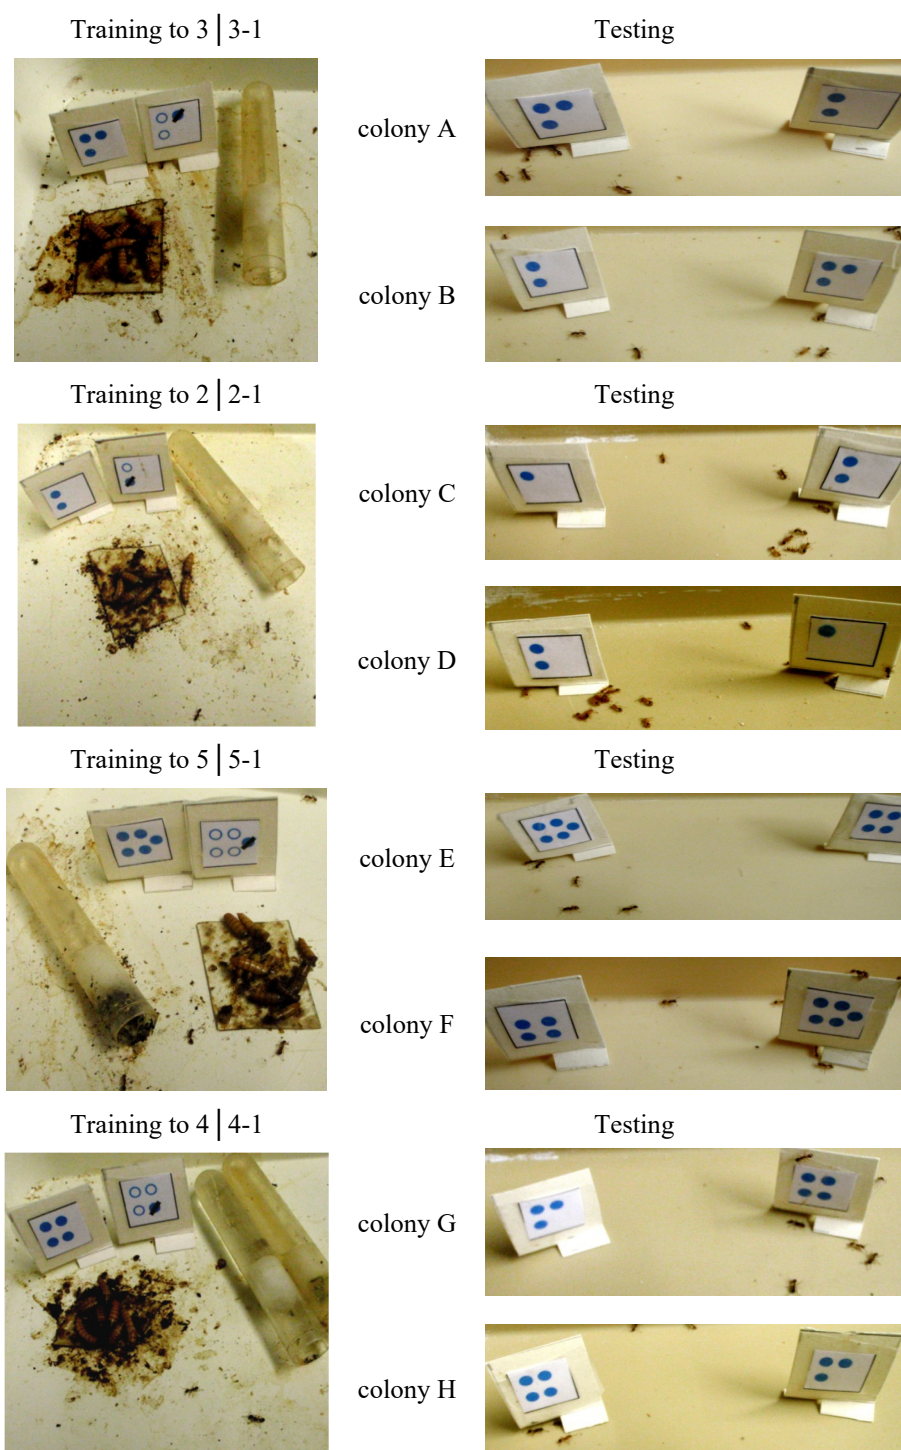 Training to 3 | 3-1
Testing
colony A
colony B
Training to 2 | 2-1
Testing
colony C
colony D
Training to 5 | 5-1
Testing
colony E
colony F
Training to 4 | 4-1
Testing
colony G
colony H